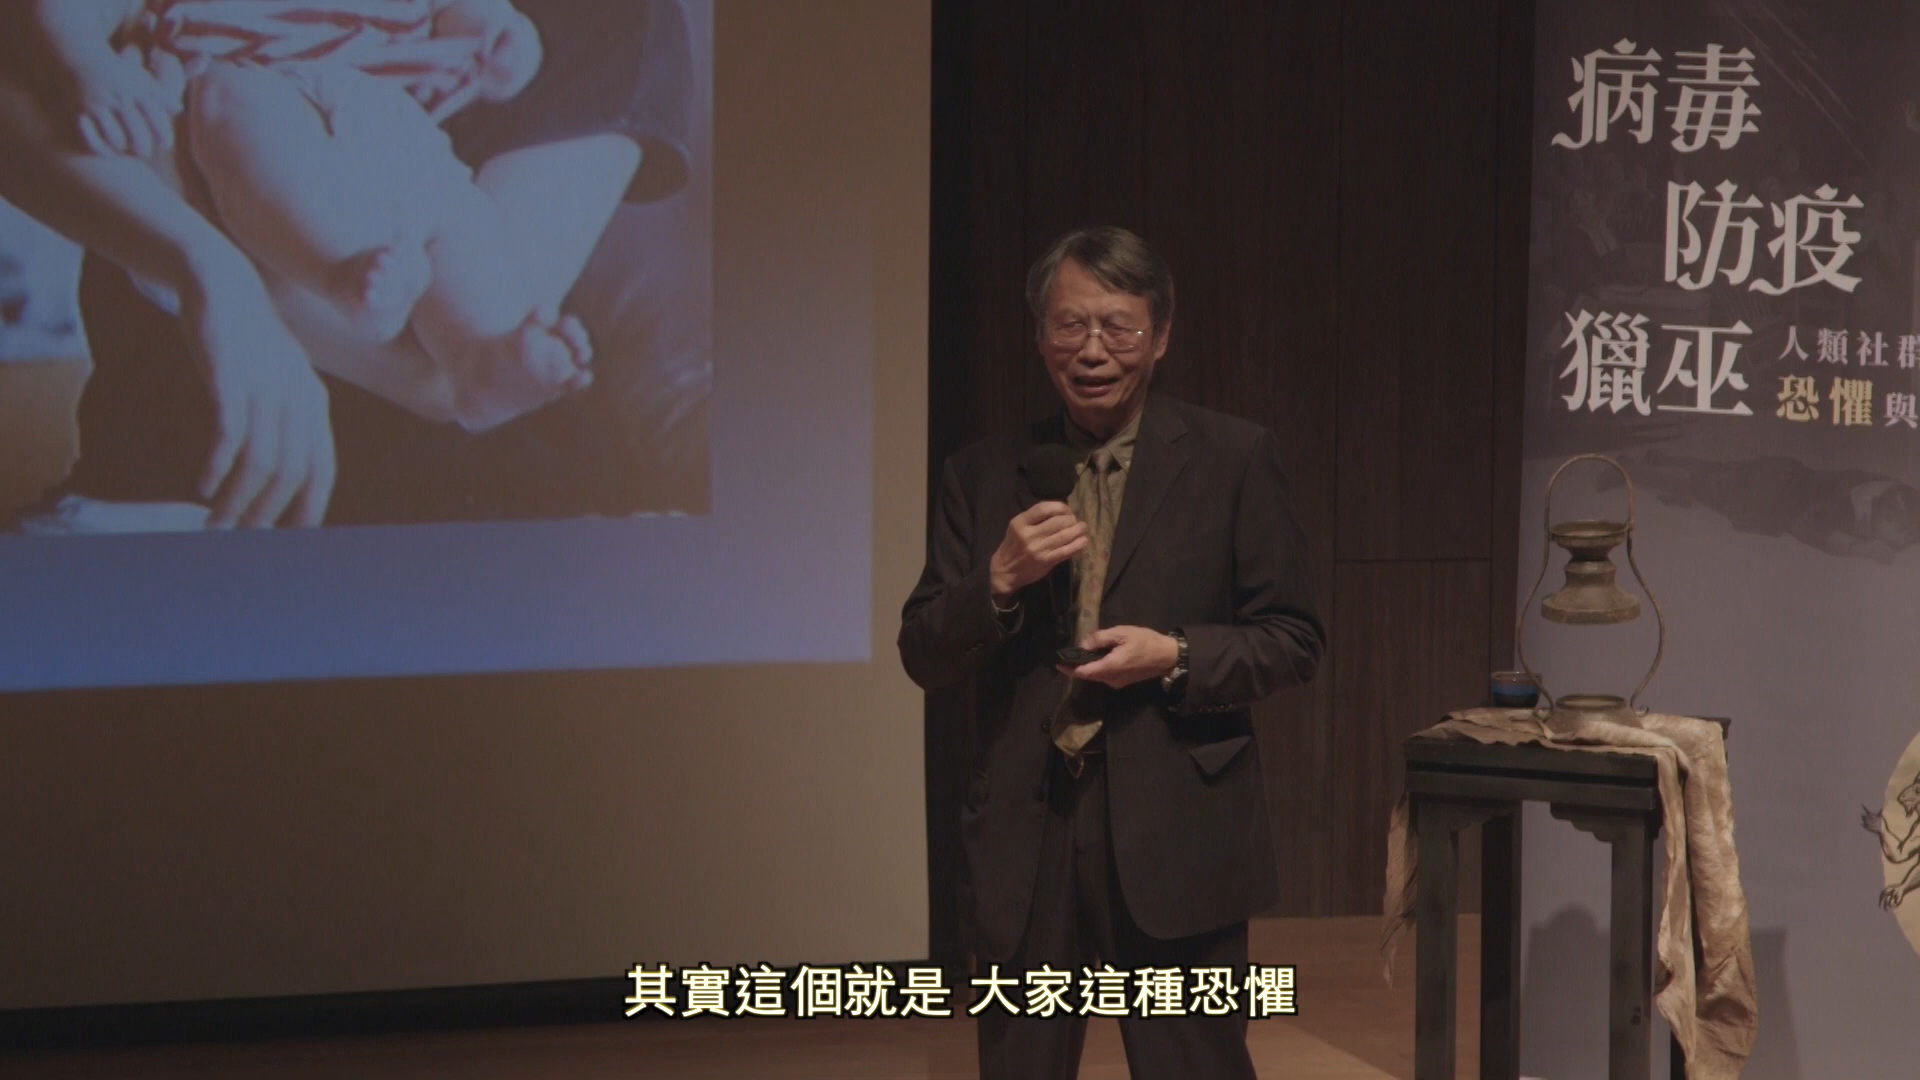 病毒
防疫
獵巫
人類社群
恐懼與
其實這個就是 大家這種恐懼